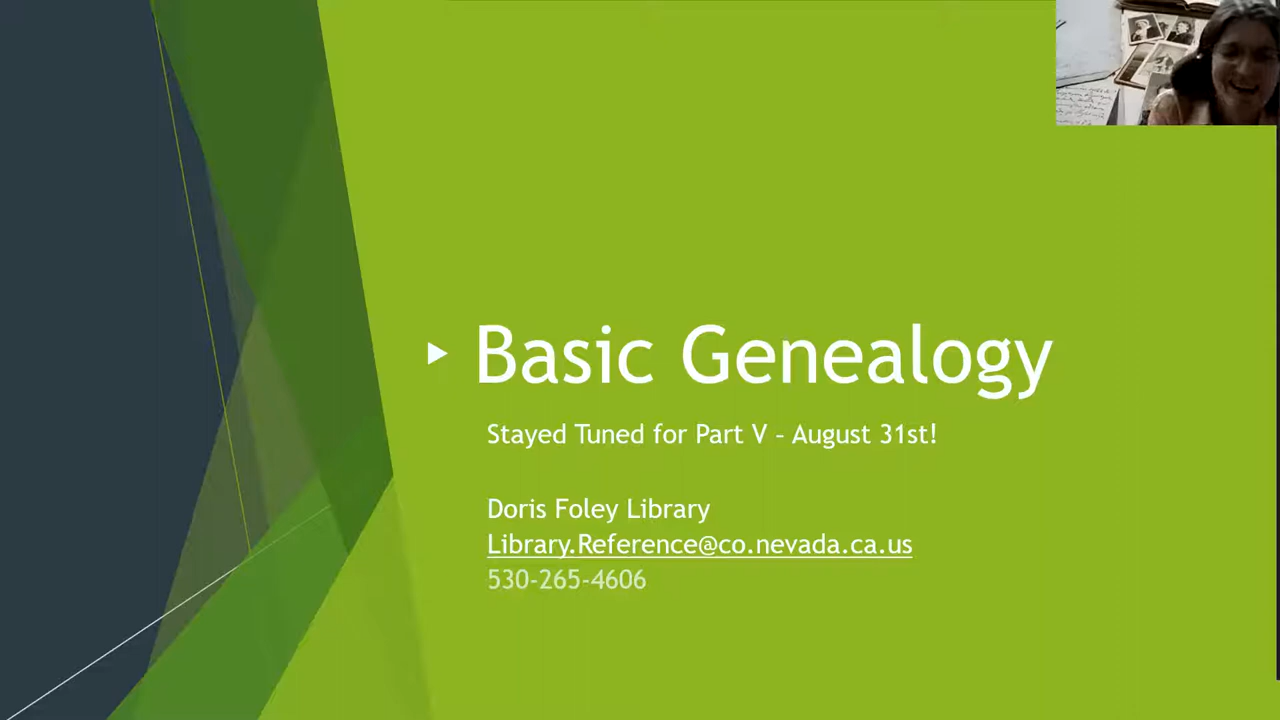 Basic Genealogy
Stayed Tuned for Part V – August 31st!
Doris Foley Library
Library.Reference@co.nevada.ca.us
530-265-4606